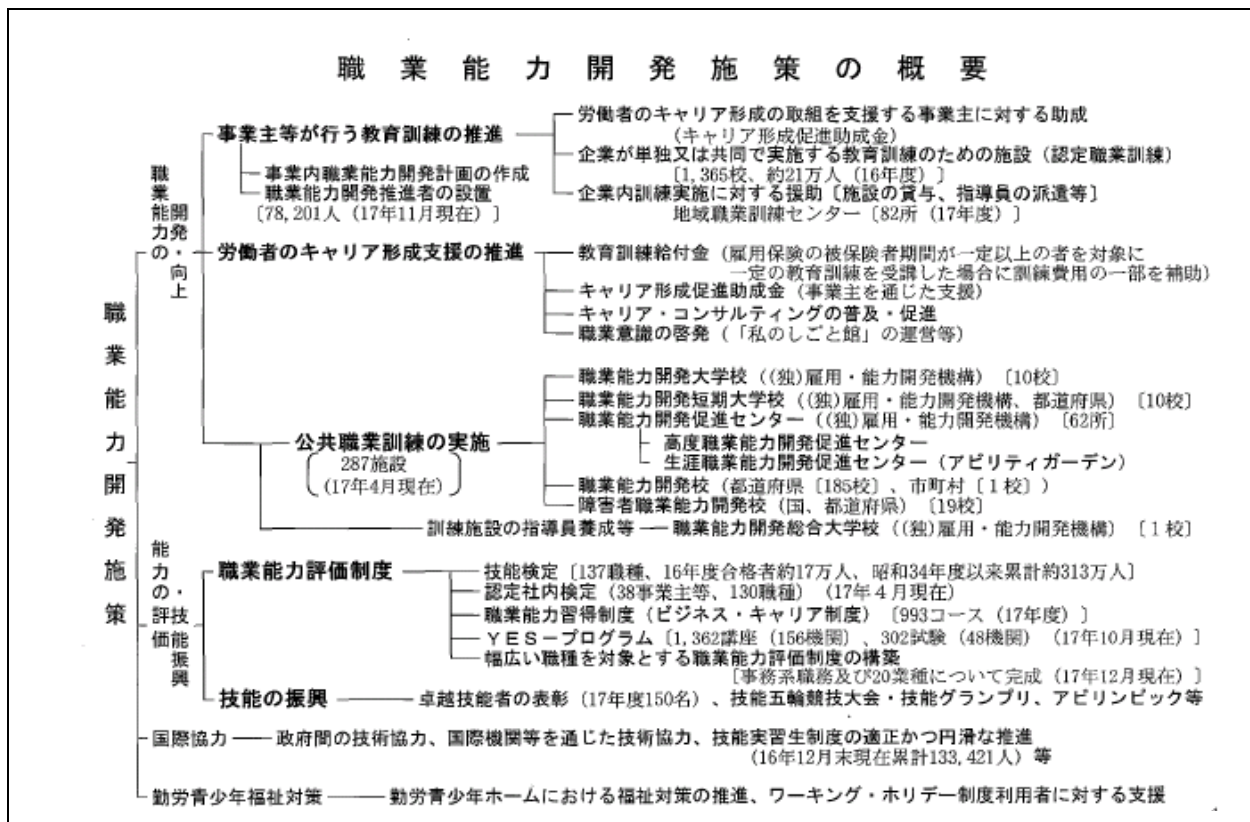 職業能力開発施策の概要
職業能力開発施策
職業能力の
開発・向上
事業主等が行う教育訓練の推進
事業内職業能力開発計画の作成
職業能力開発推進者の設置
［78,201人（17年11月現在）］
労働者のキャリア形成の取組を支援する事業主に対する助成
（キャリア形成促進助成金）
企業が単独又は共同で実施する教育訓練のための施設（認定職業訓練）
［1,365校、約21万人（16年度）］
企業内訓練実施に対する援助［施設の貸与、指導員の派遣等］
地域職業訓練センター［82所（17年度）］
労働者のキャリア形成支援の推進
教育訓練給付金（雇用保険の被保険者期間が一定以上の者を対象に
一定の教育訓練を受講した場合に訓練費用の一部を補助）
キャリア形成促進助成金（事業主を通じた支援）
キャリア・コンサルティングの普及・促進
職業意識の啓発（「私のしごと館」の運営等）
公共職業訓練の実施
287施設
（17年4月現在）
職業能力開発大学校（(独)雇用・能力開発機構）［10校］
職業能力開発短期大学校（(独)雇用・能力開発機構、都道府県）［10校］
職業能力開発促進センター（(独)雇用・能力開発機構）［62所］
高度職業能力開発促進センター
生涯職業能力開発促進センター（アビリティガーデン）
職業能力開発校（都道府県［185校］、市町村［1校］）
障害者職業能力開発校（国、都道府県）［19校］
訓練施設の指導員養成等
職業能力開発総合大学校（(独)雇用・能力開発機構）［1校］
能力の・評価
技能振興
職業能力評価制度
技能検定［137職種、16年度合格者約17万人、昭和34年度以来累計約313万人］
認定社内検定（38事業主等、130職種）（17年4月現在）
職業能力習得制度（ビジネス・キャリア制度）［993コース（17年度）］
YES－プログラム［1,362講座（156機関）、302試験（48機関）（17年10月現在）］
幅広い職種を対象とする職業能力評価制度の構築
［事務系職務及び20業種について完成（17年12月現在）］
技能の振興
卓越技能者の表彰（17年度150名）、技能五輪競技大会・技能グランプリ、アビリンピック等
国際協力
政府間の技術協力、国際機関等を通じた技術協力、技能実習生制度の適正かつ円滑な推進
（16年12月末現在累計133,421人）等
勤労青少年福祉対策
勤労青少年ホームにおける福祉対策の推進、ワーキング・ホリデー制度利用者に対する支援